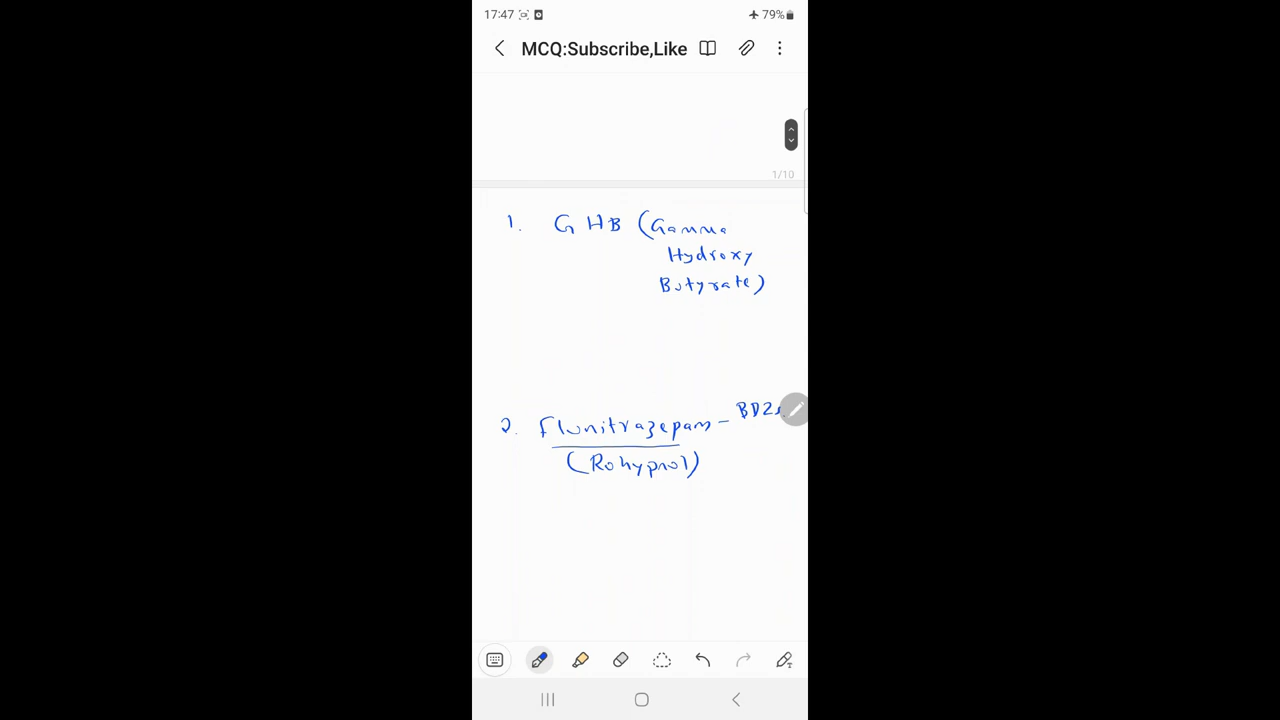 17:47 79%
MCQ:Subscribe,Like
1/10
1. GHB (Gamma
Hydroxy
Butyrate)
2. Flunitrazepam - BDZs
(Rohypnol)